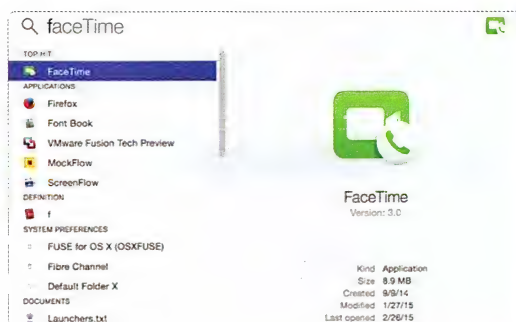 faceTime
TOP HIT
FaceTime
APPLICATIONS
Firefox
Font Book
VMware Fusion Tech Preview
MockFlow
ScreenFlow
DEFINITION
f
SYSTEM PREFERENCES
FUSE for OS X (OSXFUSE)
Fibre Channel
Default Folder X
DOCUMENTS
Launchers.txt
FaceTime
Version: 3.0
Kind Application
Size 8.9 MB
Created 9/9/14
Modified 1/27/15
Last opened 2/26/15